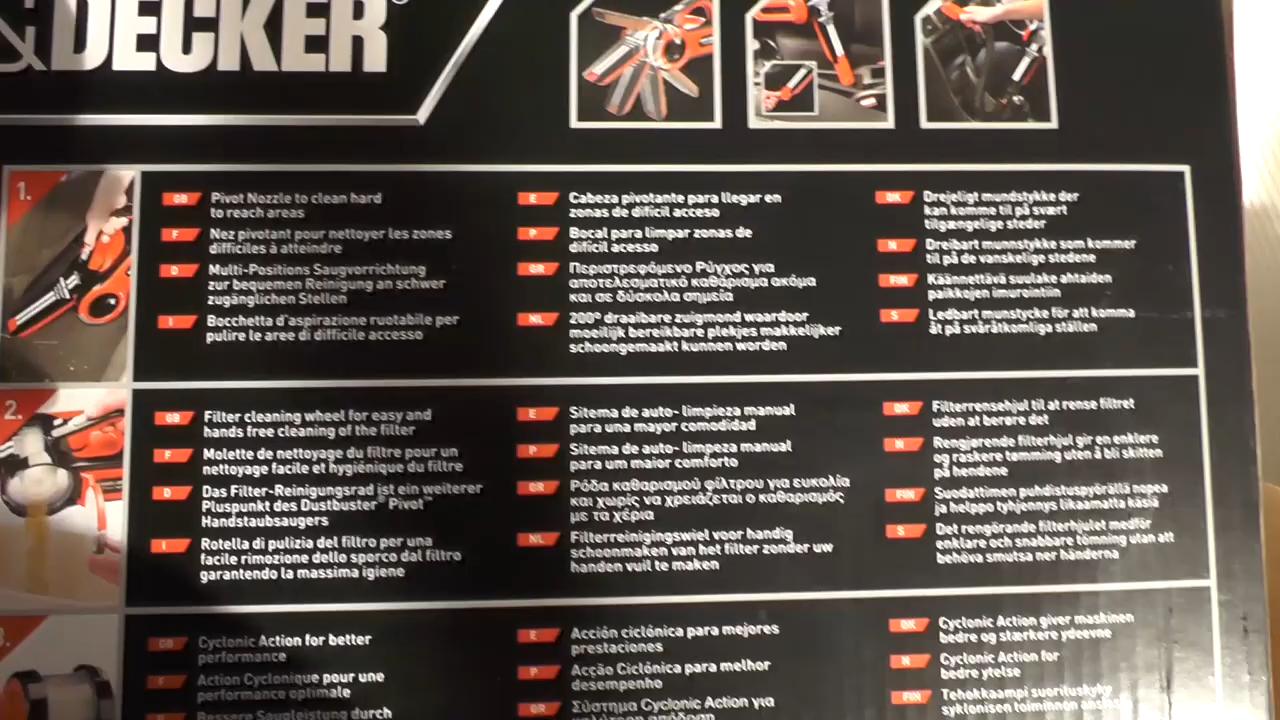 & DECKER®
1.
GB Pivot Nozzle to clean hard
to reach areas
F Nez pivotant pour nettoyer les zones
difficiles à atteindre
D Multi-Positions Saugvorrichtung
zur bequemen Reinigung an schwer
zugänglichen Stellen
I Bocchetta d'aspirazione ruotabile per
pulire le aree di difficile accesso
E Cabeza pivotante para llegar en
zonas de difícil acceso
P Bocal para limpar zonas de
difícil acesso
GR Περιστρεφόμενο Ρύγχος για
αποτελεσματικό καθάρισμα ακόμα
και σε δύσκολα σημεία
NL 200° draaibare zuigmond waardoor
moeilijk bereikbare plekjes makkelijker
schoongemaakt kunnen worden
DK Drejeligt mundstykke der
kan komme til på svært
tilgængelige steder
N Dreibart munnstykke som kommer
til på de vanskelige stedene
FIN Käännettävä suulake ahtaiden
paikkojen imurointiin
S Ledbart munstycke för att komma
åt på svåråtkomliga ställen
2.
GB Filter cleaning wheel for easy and
hands free cleaning of the filter
F Molette de nettoyage du filtre pour un
nettoyage facile et hygiénique du filtre
D Das Filter-Reinigungsrad ist ein weiterer
Pluspunkt des Dustbuster® Pivot™
Handstaubsaugers
I Rotella di pulizia del filtro per una
facile rimozione dello sporco dal filtro
garantendo la massima igiene
E Sitema de auto- limpieza manual
para una mayor comodidad
P Sitema de auto- limpeza manual
para um maior comforto
GR Ρόδα καθαρισμού φίλτρου για ευκολία
και χωρίς να χρειάζεται ο καθαρισμός
με τα χέρια
NL Filterreinigingswiel voor handig
schoonmaken van het filter zonder uw
handen vuil te maken
DK Filterrensehjul til at rense filtret
uden at berøre det
N Rengjørende filterhjul gir en enklere
og raskere tømming uten å bli skitten
på hendene
FIN Suodattimen puhdistuspyörällä nopea
ja helppo tyhjennys likaamatta käsiä
S Det rengörande filterhjulet medför
enklare och snabbare tömning utan att
behöva smutsa ner händerna
3.
GB Cyclonic Action for better
performance
F Action Cyclonique pour une
performance optimale
D Bessere Saugleistung durch
E Acción ciclónica para mejores
prestaciones
P Acção Ciclónica para melhor
desempenho
GR Σύστημα Cyclonic Action για
καλύτερη απόδοση
DK Cyclonic Action giver maskinen
bedre og stærkere ydeevne
N Cyclonic Action for
bedre ytelse
FIN Tehokkaampi suorituskyky
syklonisen toiminnon